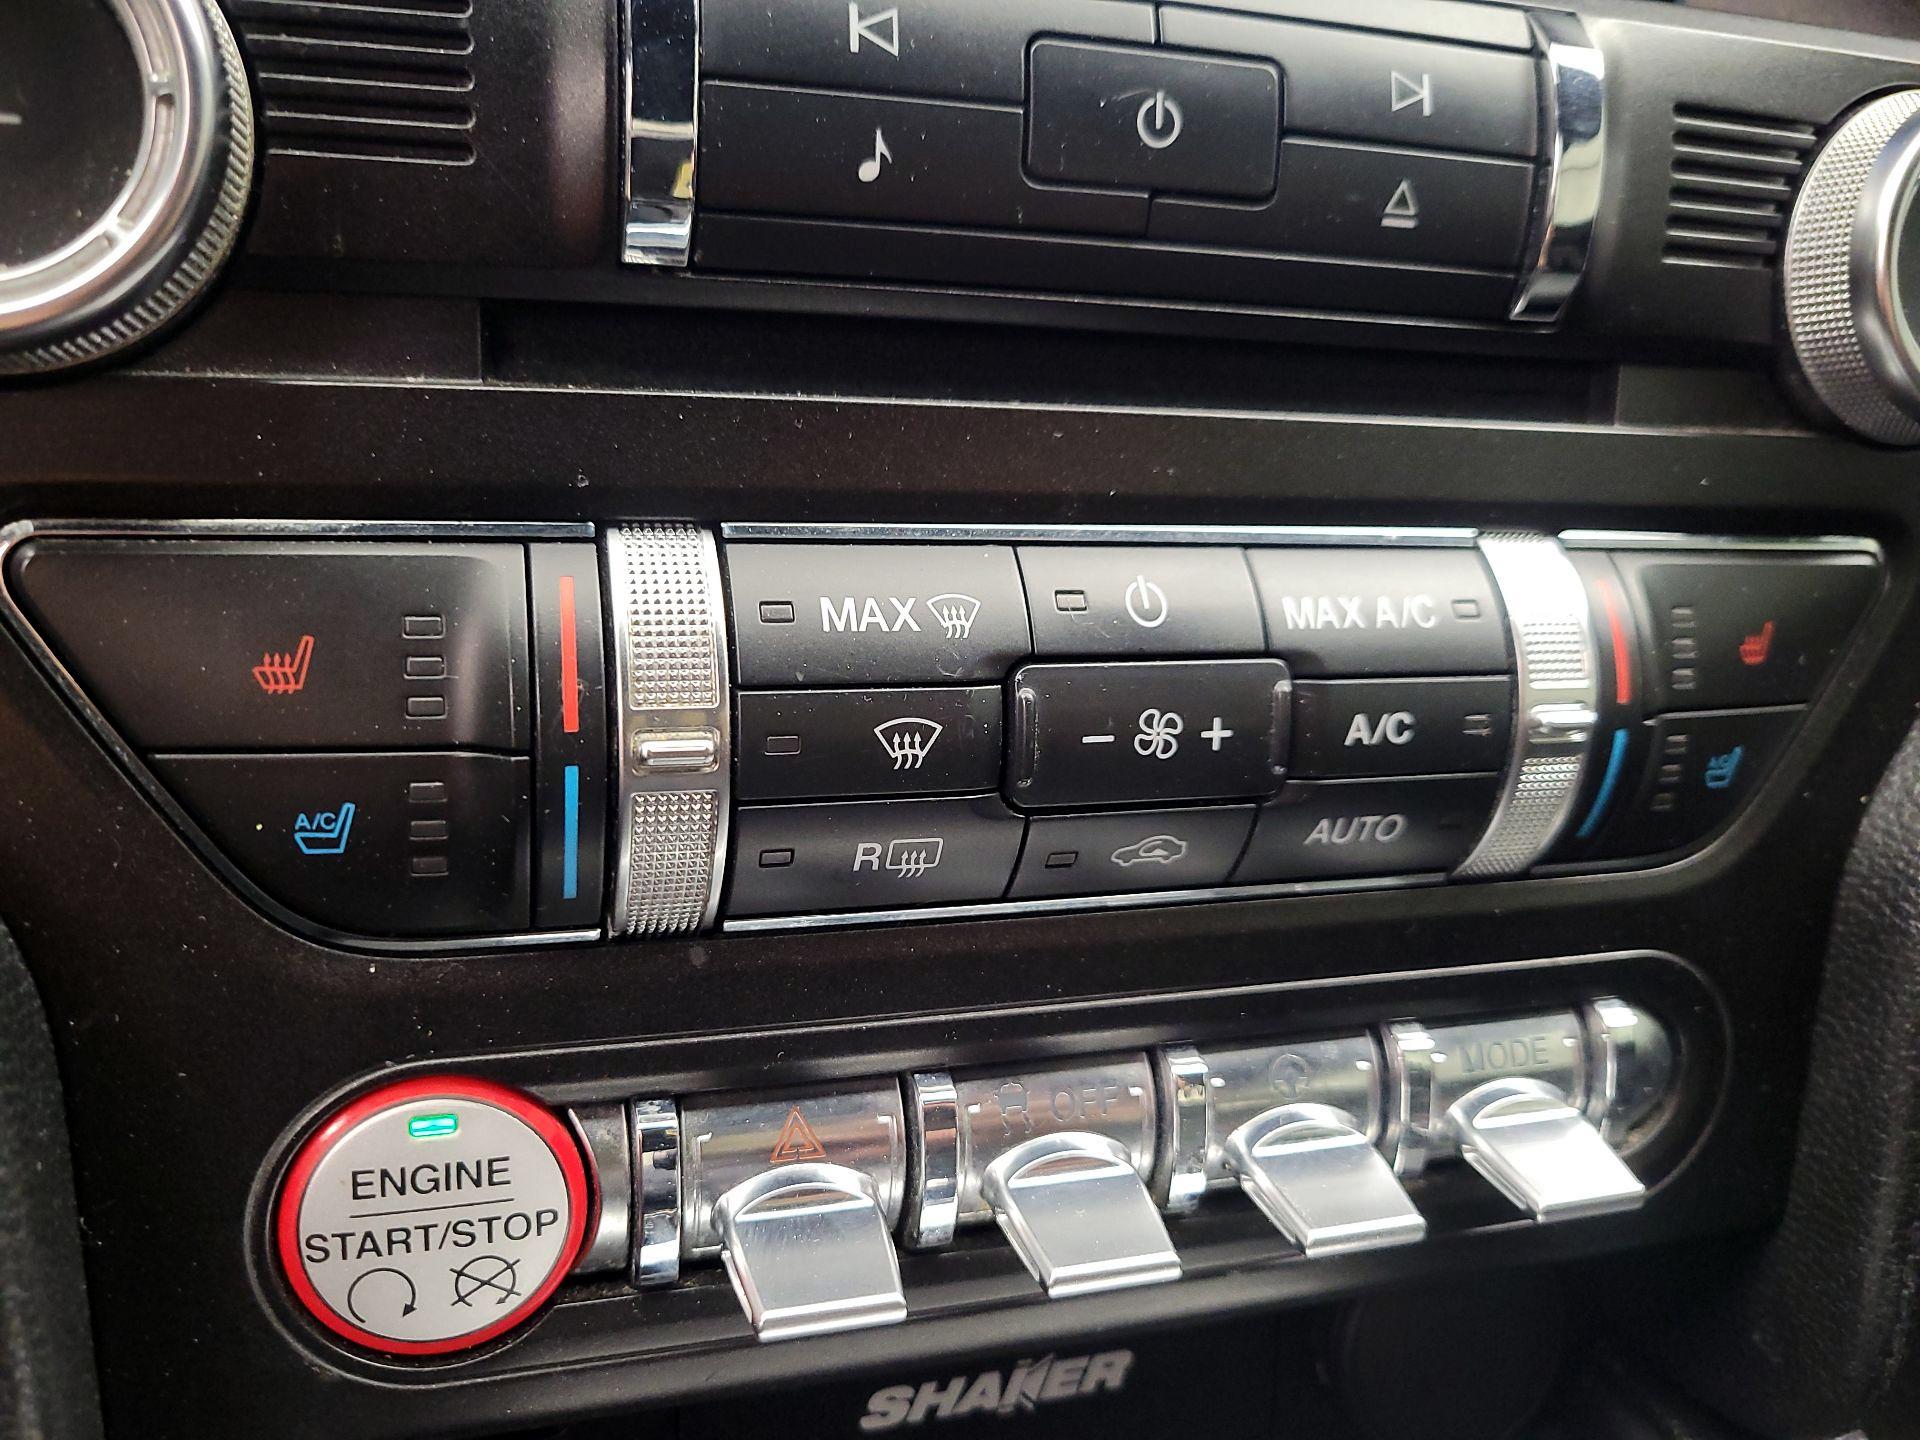 MAX
MAX A/C
A/C
R
AUTO
A/C
ENGINE
START/STOP
OFF
MODE
SHAKER